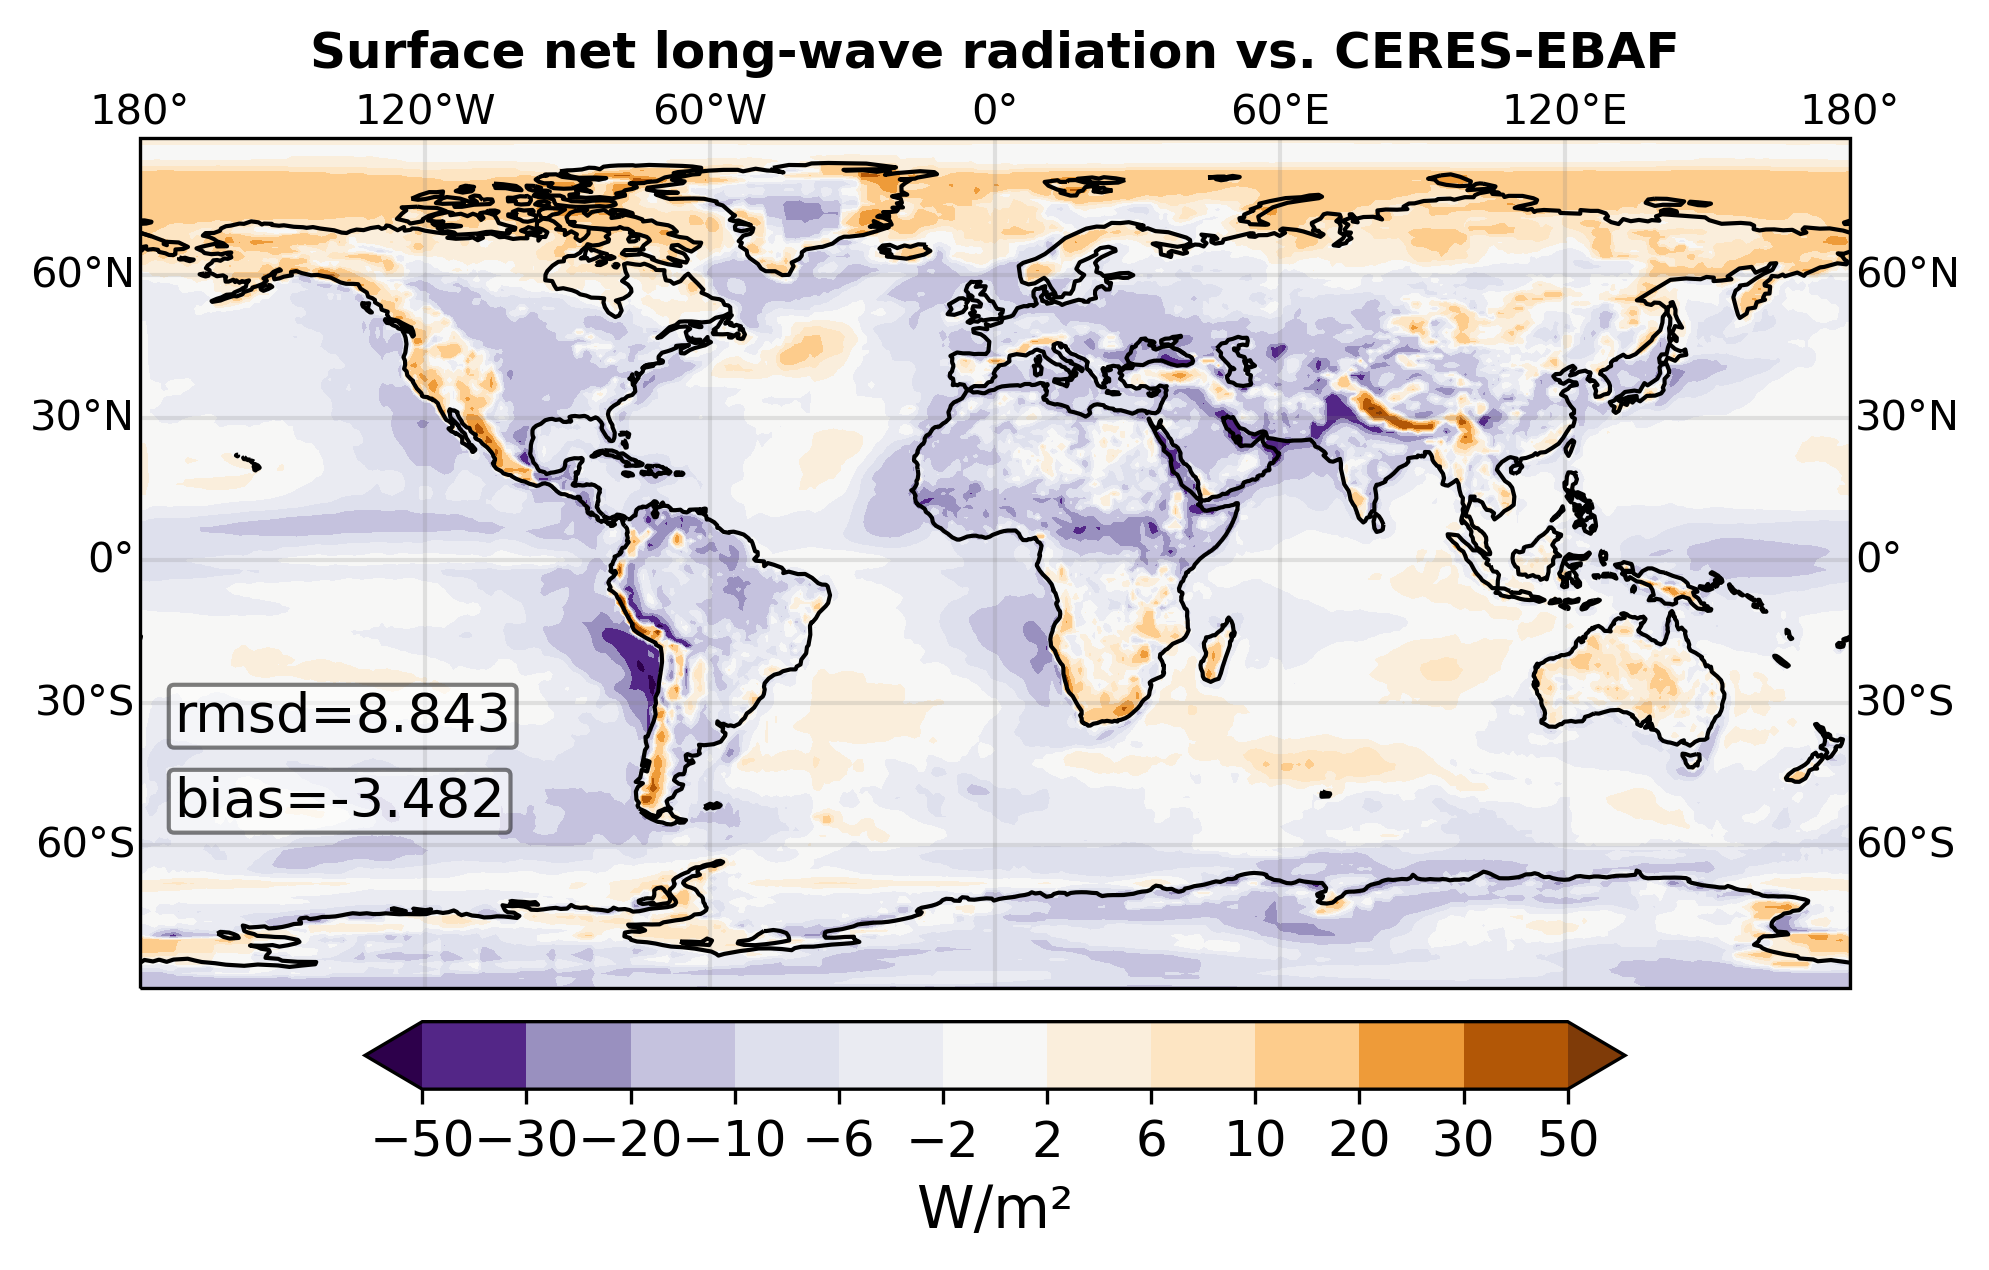 Surface net long-wave radiation vs. CERES-EBAF
180° 120°W 60°W 0° 60°E 120°E 180°
60°N 60°N
30°N 30°N
0° 0°
30°S 30°S
rmsd=8.843
bias=-3.482
60°S 60°S
−50 −30 −20 −10 −6 −2 2 6 10 20 30 50
W/m²